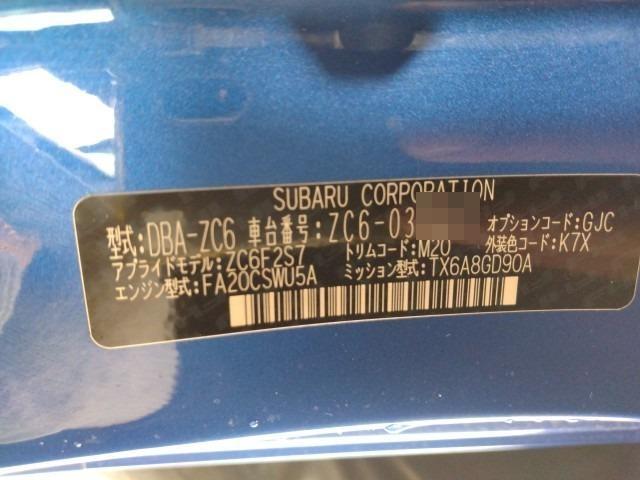 SUBARU CORPORATION
型式:DBA-ZC6 車台番号:ZC6-03 オプションコード:GJC
アプライドモデル:ZC6F2S7 トリムコード:M20 外装色コード:K7X
エンジン型式:FA20CSWU5A ミッション型式:TX6A8GD90A